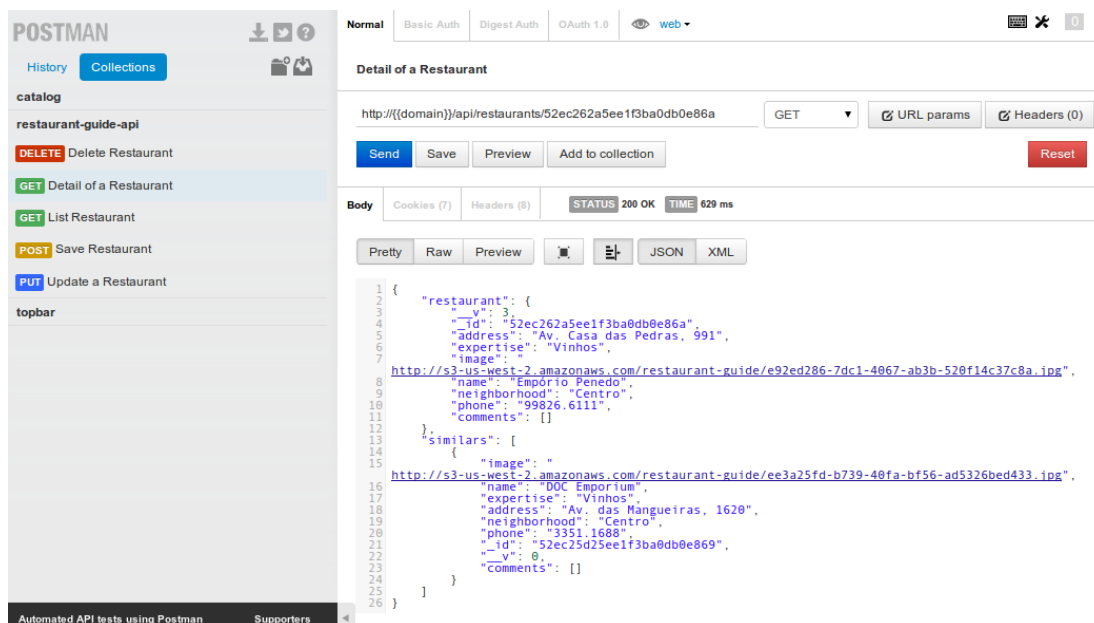 POSTMAN
History Collections
catalog
restaurant-guide-api
DELETE Delete Restaurant
GET Detail of a Restaurant
GET List Restaurant
POST Save Restaurant
PUT Update a Restaurant
topbar
Automated API tests using Postman Supporters
Normal Basic Auth Digest Auth OAuth 1.0 web 0
Detail of a Restaurant
http://{{domain}}/api/restaurants/52ec262a5ee1f3ba0db0e86a GET URL params Headers (0)
Send Save Preview Add to collection Reset
Body Cookies (7) Headers (8) STATUS 200 OK TIME 629 ms
Pretty Raw Preview JSON XML
1 {
2 "restaurant": {
3 "__v": 3,
4 "_id": "52ec262a5ee1f3ba0db0e86a",
5 "address": "Av. Casa das Pedras, 991",
6 "expertise": "Vinhos",
7 "image": "
http://s3-us-west-2.amazonaws.com/restaurant-guide/e92ed286-7dc1-4067-ab3b-520f14c37c8a.jpg",
8 "name": "Empório Penedo",
9 "neighborhood": "Centro",
10 "phone": "99826.6111",
11 "comments": []
12 },
13 "similars": [
14 {
15 "image": "
http://s3-us-west-2.amazonaws.com/restaurant-guide/ee3a25fd-b739-40fa-bf56-ad5326bed433.jpg",
16 "name": "DOC Emporium",
17 "expertise": "Vinhos",
18 "address": "Av. das Mangueiras, 1620",
19 "neighborhood": "Centro",
20 "phone": "3351.1688",
21 "_id": "52ec25d25ee1f3ba0db0e869",
22 "__v": 0,
23 "comments": []
24 }
25 ]
26 }